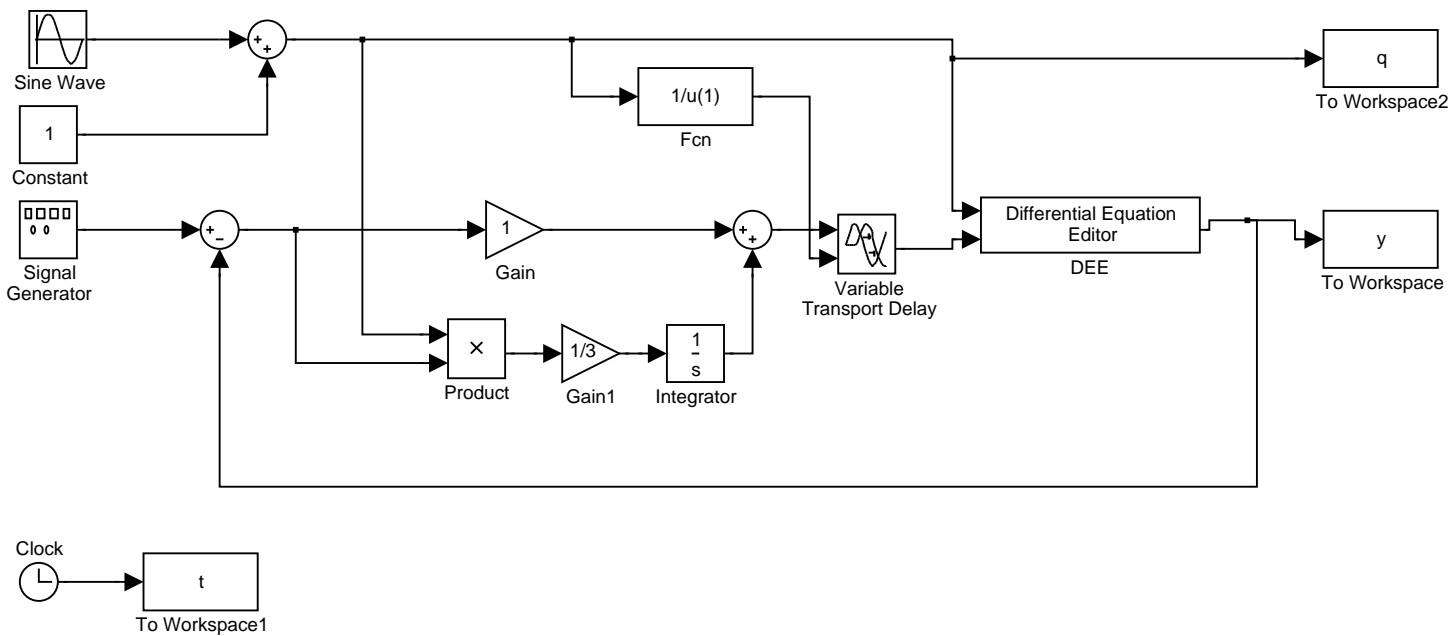 Sine Wave
+
+
1
Constant
1/u(1)
Fcn
q
To Workspace2
Signal
Generator
+
−
1
Gain
+
+
Variable
Transport Delay
Differential Equation
Editor
DEE
y
To Workspace
×
Product
1/3
Gain1
1
s
Integrator
Clock
t
To Workspace1